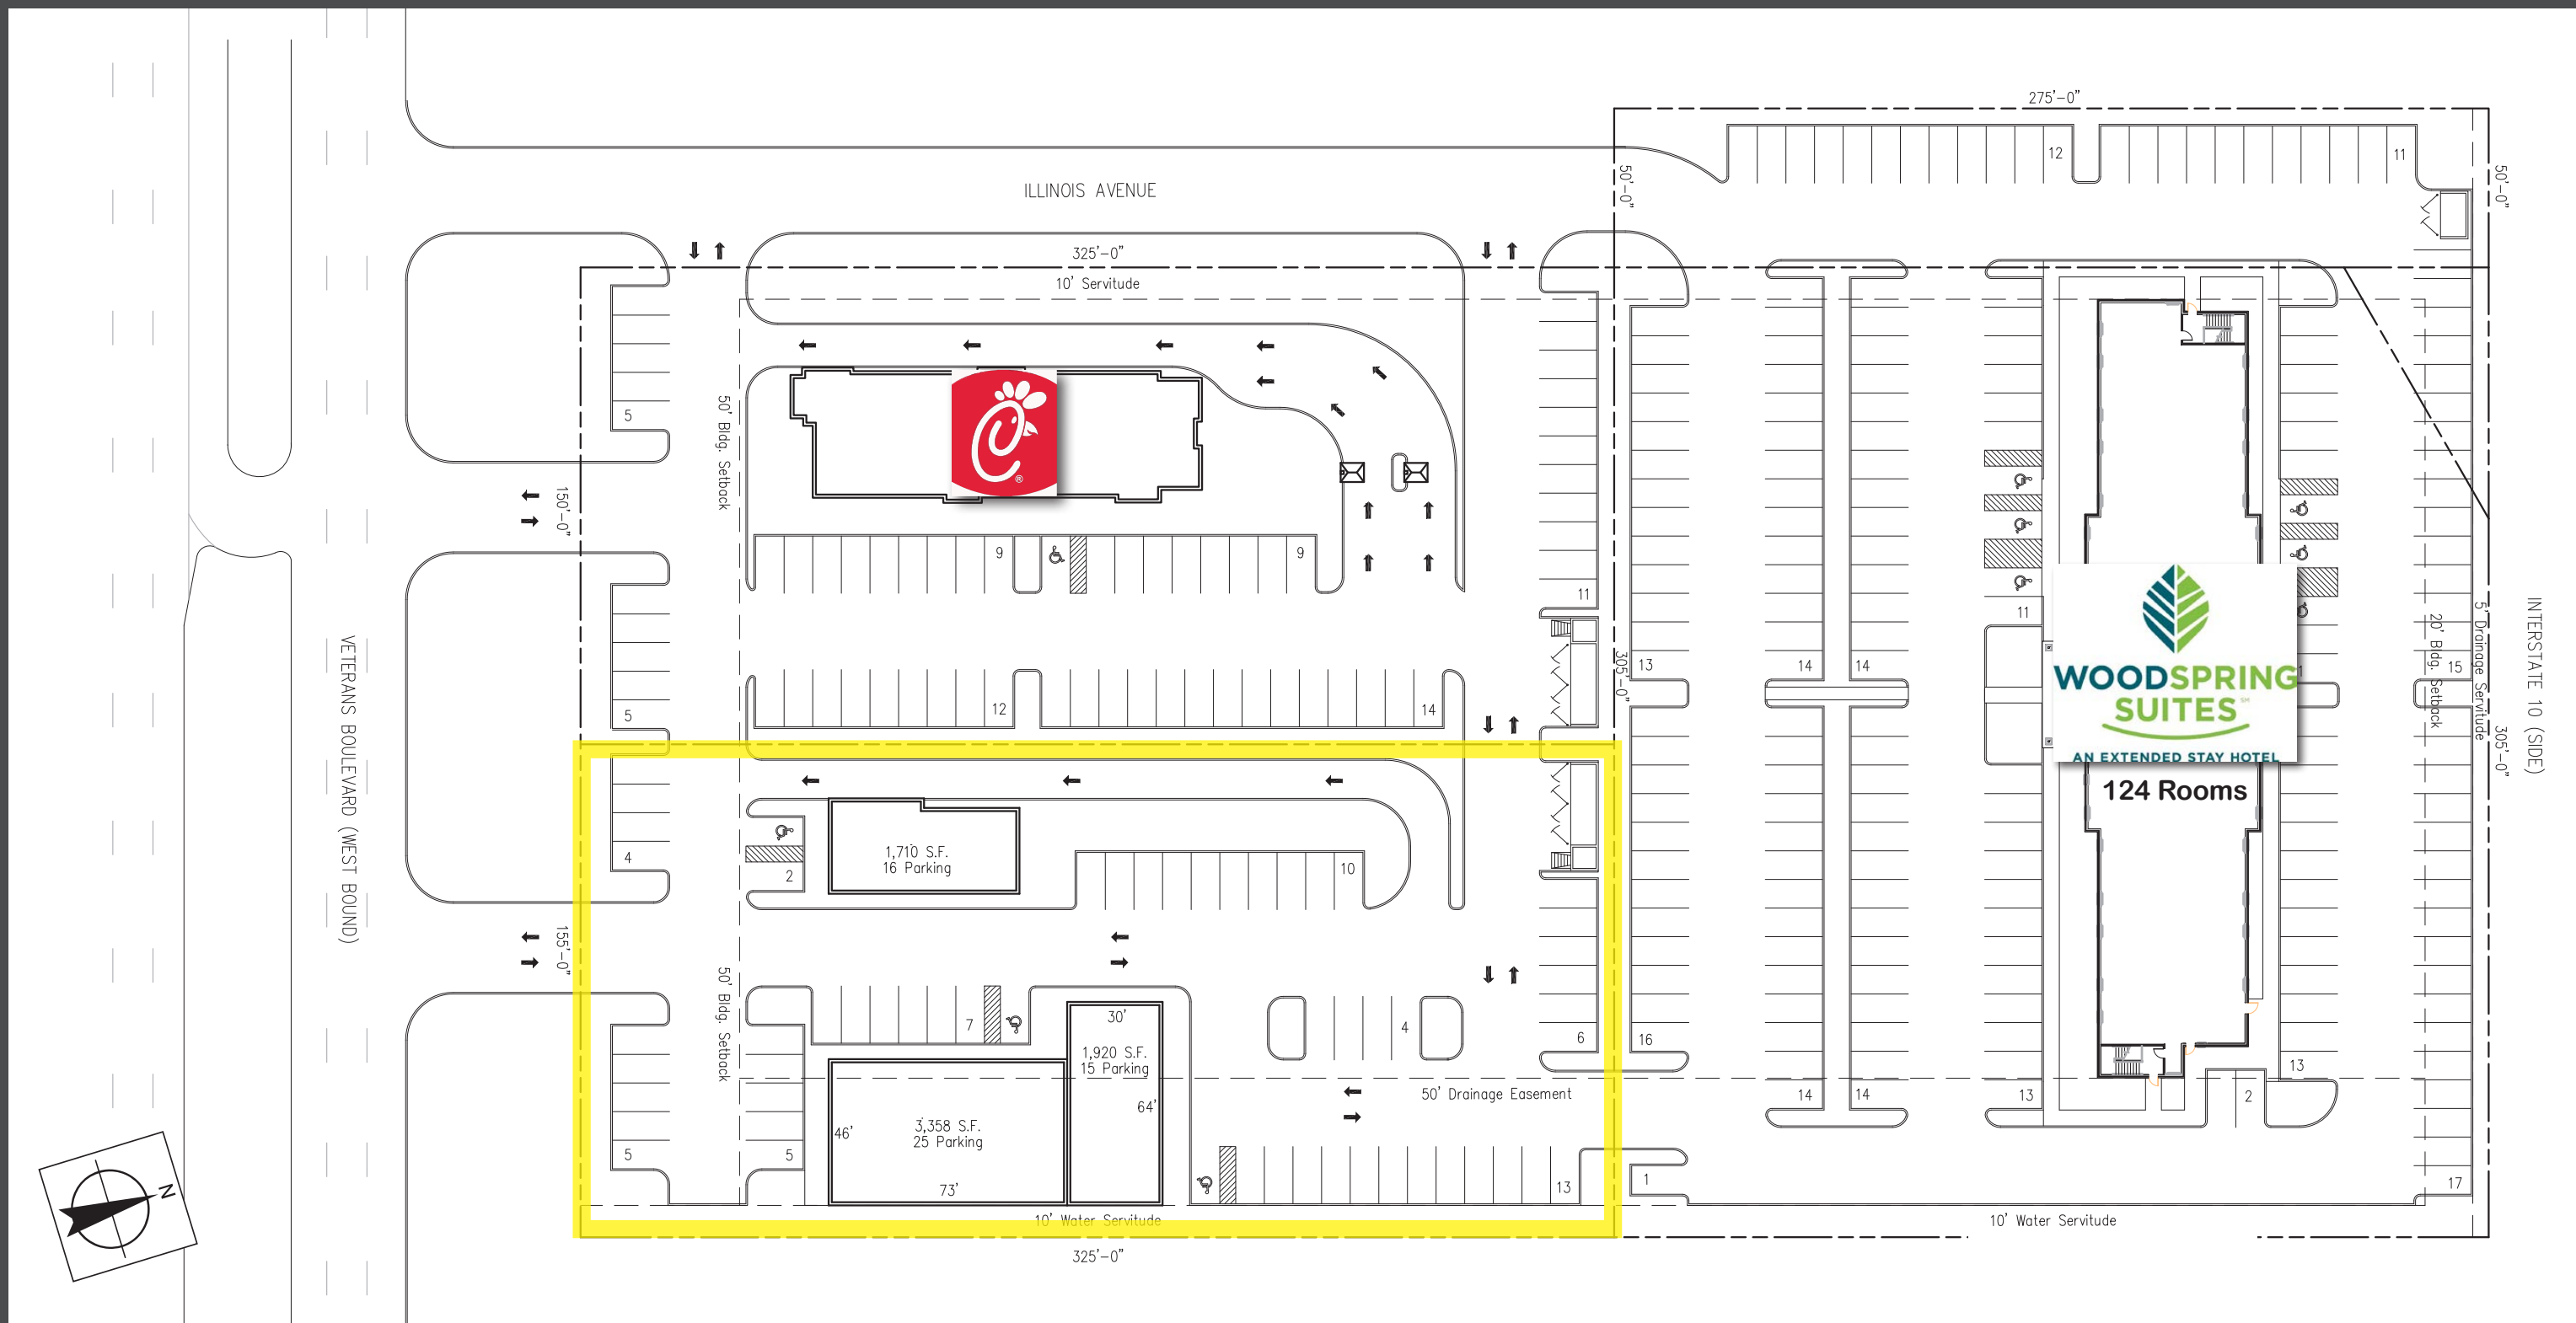 275'-0"
50'-0"
50'-0"
12
11
ILLINOIS AVENUE
325'-0"
10' Servitude
5
50' Bldg. Setback
150'-0"
9
9
11
®
5
12
14
305'-0"
13
14
14
11
15
WOODSPRING
SUITES
SM
AN EXTENDED STAY HOTEL
124 Rooms
20' Bldg. Setback
5' Drainage Servitude
305'-0"
INTERSTATE 10 (SIDE)
VETERANS BOULEVARD (WEST BOUND)
4
2
1,710 S.F.
16 Parking
10
155'-0"
50' Bldg. Setback
7
30'
1,920 S.F.
15 Parking
64'
4
6
16
50' Drainage Easement
14
14
13
13
2
5
5
46'
3,358 S.F.
25 Parking
73'
13
1
17
10' Water Servitude
10' Water Servitude
325'-0"
N